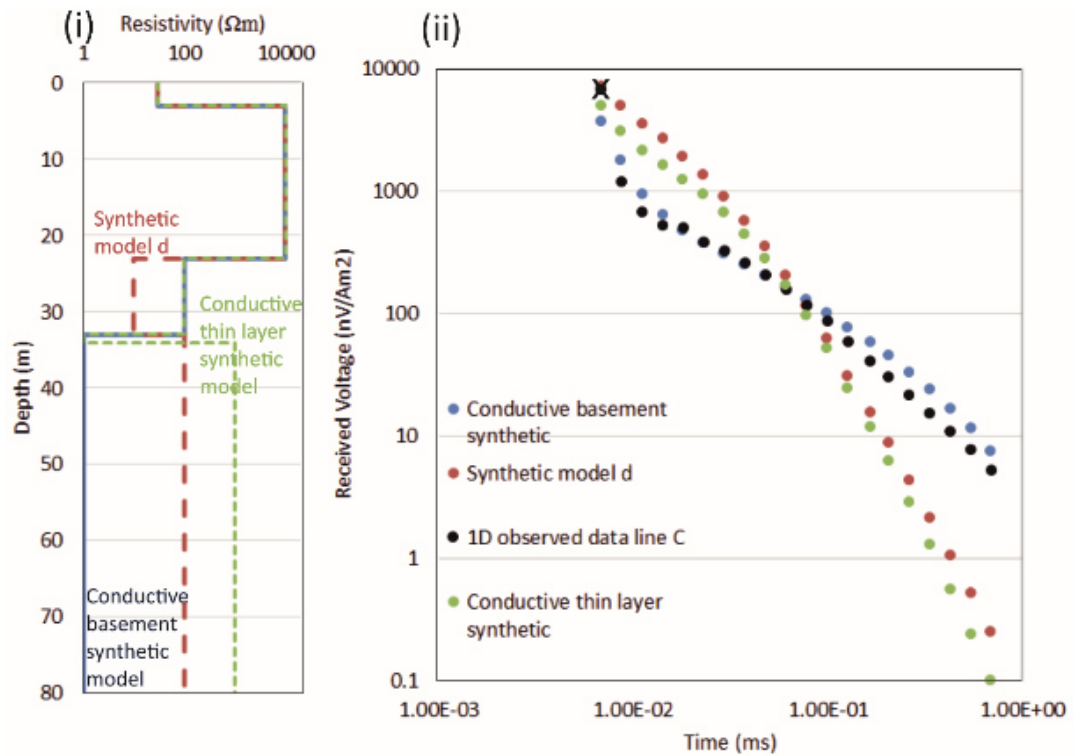 (i)
Resistivity (Ωm)
1 100 10000
0
10
20
30
40
50
60
70
80
Depth (m)
Synthetic
model d
Conductive
thin layer
synthetic
model
Conductive
basement
synthetic
model
(ii)
10000
1000
100
10
1
0.1
Received Voltage (nV/Am2)
Conductive basement
synthetic
Synthetic model d
1D observed data line C
Conductive thin layer
synthetic
1.00E-03 1.00E-02 1.00E-01 1.00E+00
Time (ms)